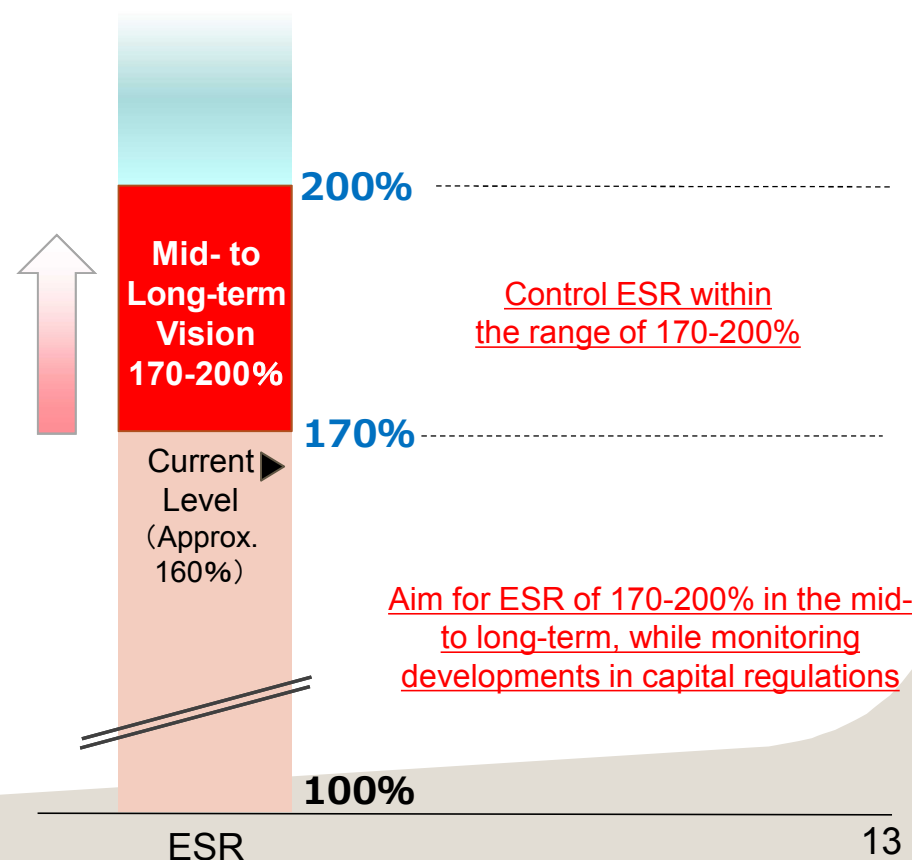 200%
Mid- to
Long-term
Vision
170-200%
Control ESR within
the range of 170-200%
170%
Current
Level
（Approx.
160%）
Aim for ESR of 170-200% in the mid-
to long-term, while monitoring
developments in capital regulations
100%
ESR
13